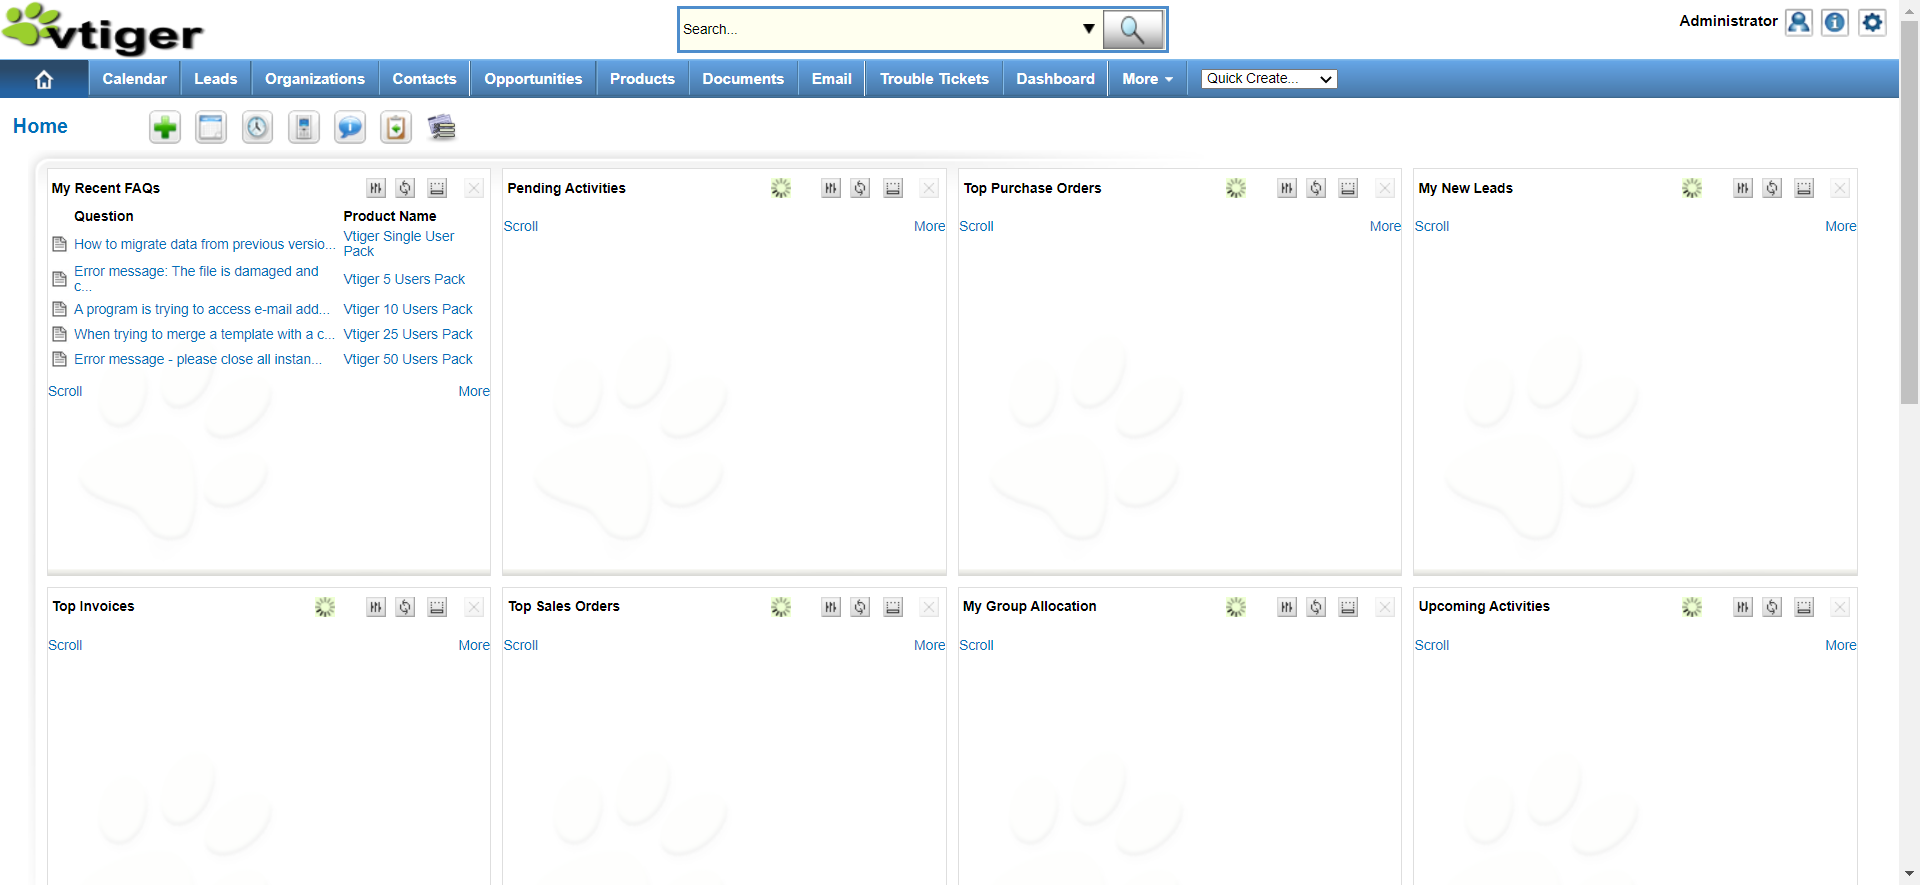 vtiger
Search...
Administrator
Calendar Leads Organizations Contacts Opportunities Products Documents Email Trouble Tickets Dashboard More Quick Create...
Home
My Recent FAQs
Question Product Name
How to migrate data from previous versio... Vtiger Single User
Pack
Error message: The file is damaged and
c... Vtiger 5 Users Pack
A program is trying to access e-mail add... Vtiger 10 Users Pack
When trying to merge a template with a c... Vtiger 25 Users Pack
Error message - please close all instan... Vtiger 50 Users Pack
Scroll More
Pending Activities
Scroll More
Top Purchase Orders
Scroll More
My New Leads
Scroll More
Top Invoices
Scroll More
Top Sales Orders
Scroll More
My Group Allocation
Scroll
Upcoming Activities
Scroll More